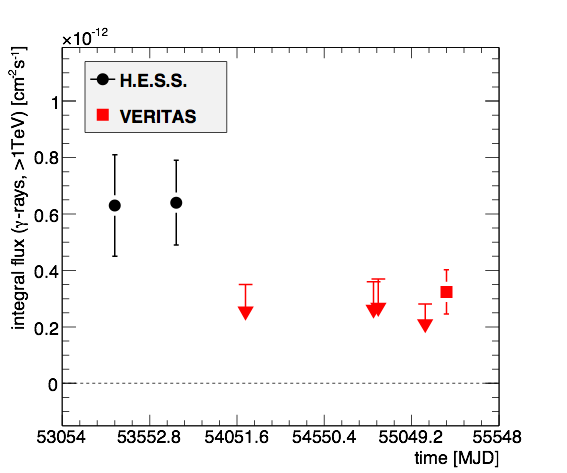 ×10⁻¹²
integral flux (γ-rays, >1TeV) [cm⁻²s⁻¹]
H.E.S.S.
VERITAS
1
0.8
0.6
0.4
0.2
0
53054 53552.8 54051.6 54550.4 55049.2 55548
time [MJD]